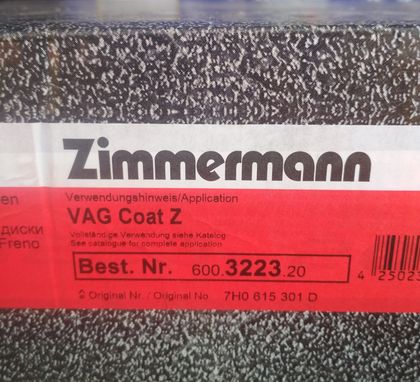 Zimmermann
en
Verwendungshinweis/Application
VAG Coat Z
диски
Freno
Vollständige Verwendung siehe Katalog
See catalogue for complete application
Best. Nr. 600.3223.20
Original Nr. / Original No. 7H0 615 301 D
4 25023